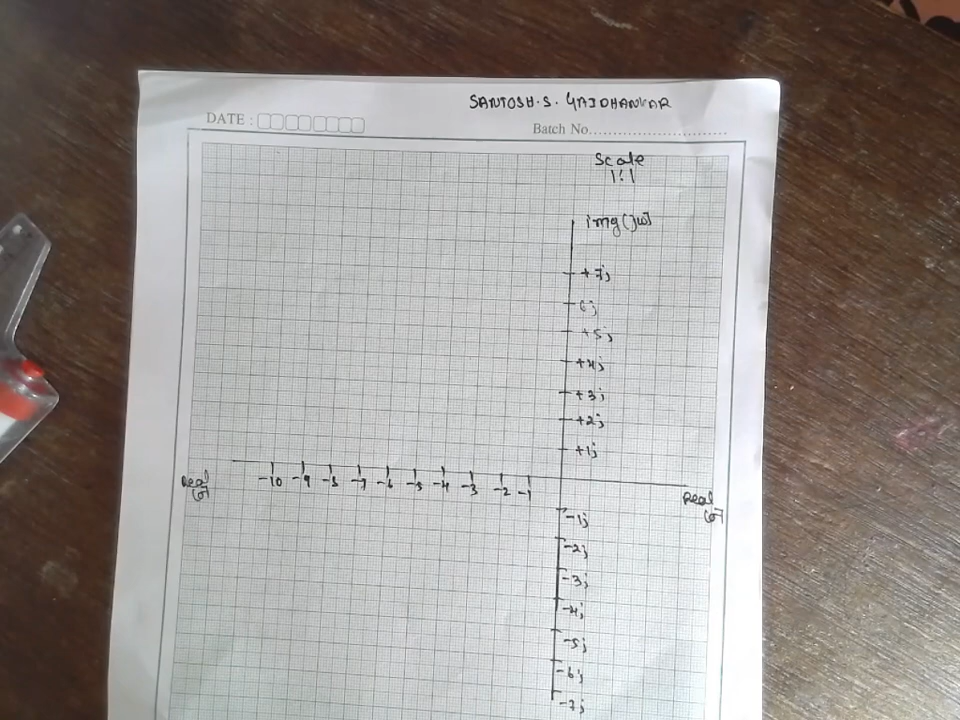 SANTOSH.S. GAIDHANKAR
DATE :
Batch No.
Scale
1:1
img(jω)
+7j
6j
+5j
+4j
+3j
+2j
+1j
-10 -9 -8 -7 -6 -5 -4 -3 -2 -1
Real
σ
Real
σ
-1j
-2j
-3j
-4j
-5j
-6j
-7j